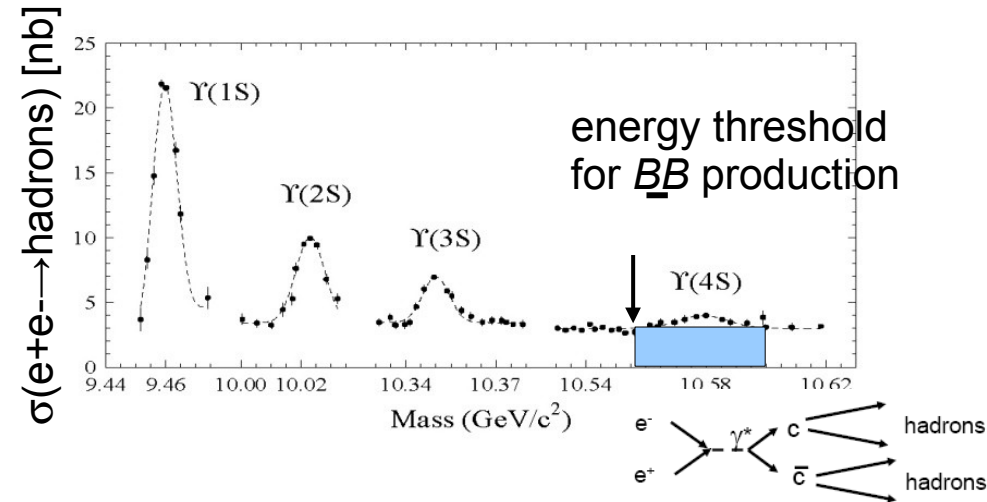 σ(e+e-→hadrons) [nb]
25
20
15
10
5
0
ϒ(1S)
ϒ(2S)
ϒ(3S)
ϒ(4S)
energy threshold
for BB production
9.44 9.46 10.00 10.02 10.34 10.37 10.54 10.58 10.62
Mass (GeV/c²)
e⁻ γ* c hadrons
e⁺ c̄ hadrons